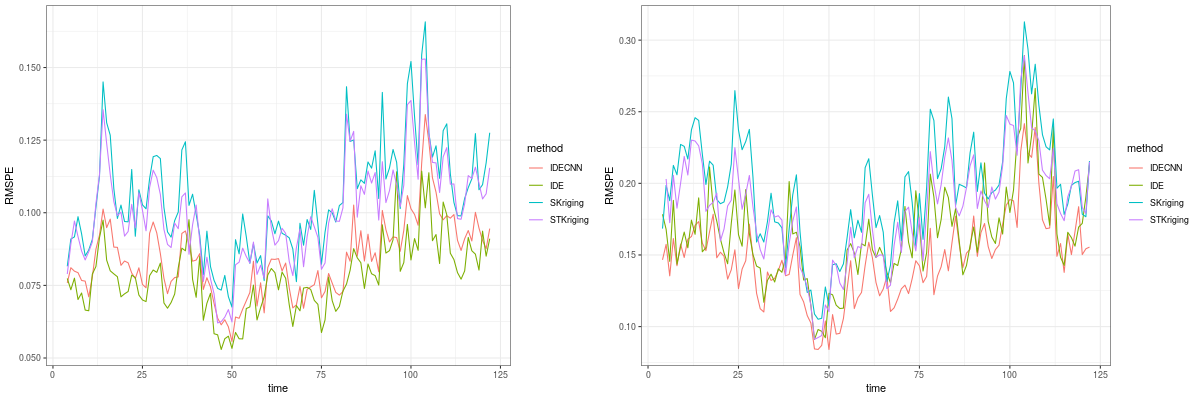 RMSPE
0.150
0.125
0.100
0.075
0.050
0
25
50
75
100
125
time
method
IDECNN
IDE
SKriging
STKriging
RMSPE
0.30
0.25
0.20
0.15
0.10
0
25
50
75
100
125
time
method
IDECNN
IDE
SKriging
STKriging